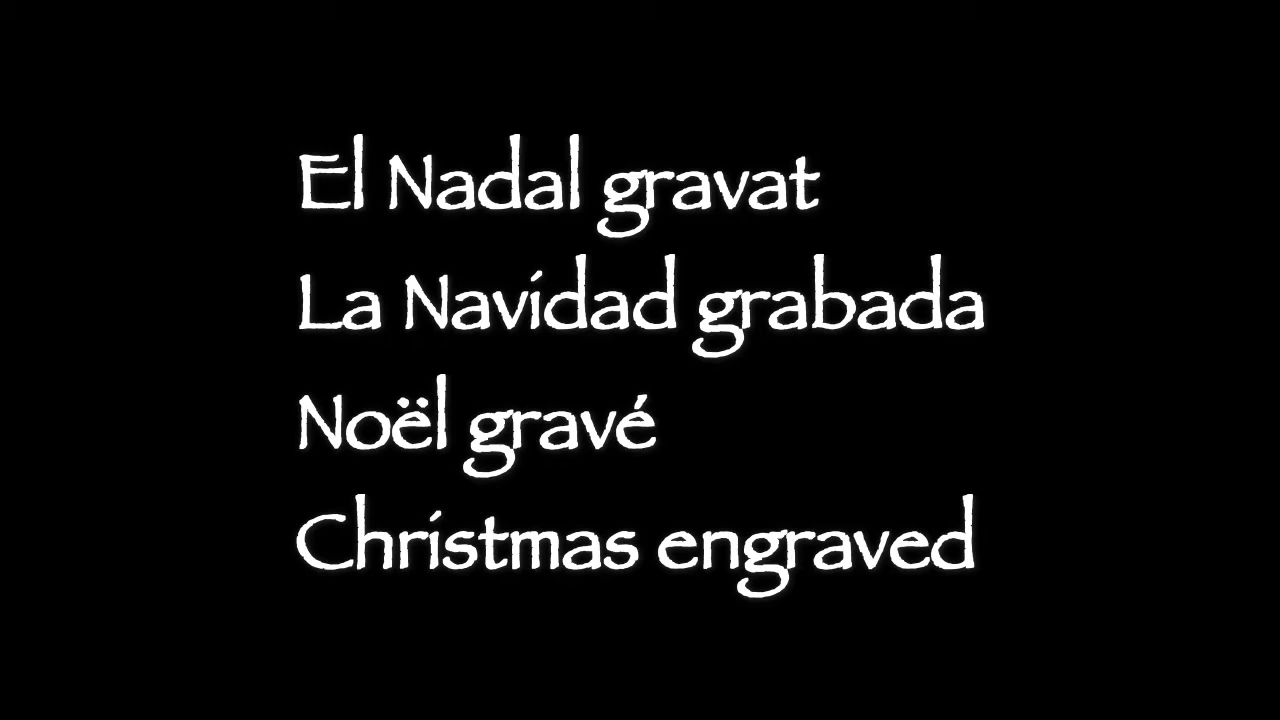 El Nadal gravat
La Navidad grabada
Noël gravé
Christmas engraved